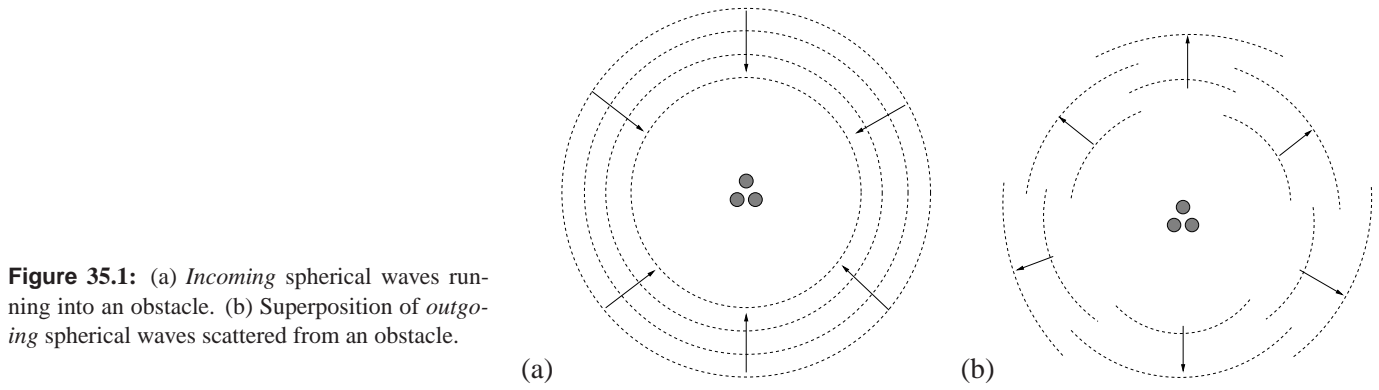 Figure 35.1: (a) Incoming spherical waves run-
ning into an obstacle. (b) Superposition of outgo-
ing spherical waves scattered from an obstacle.
(a)
(b)